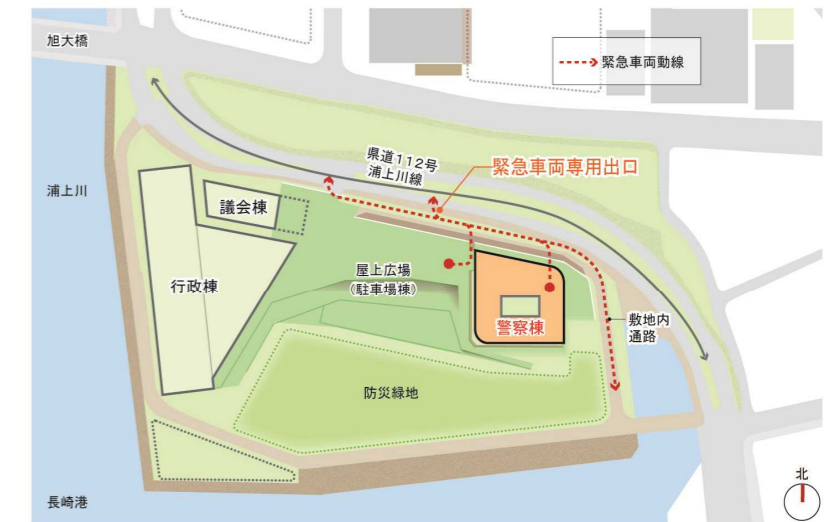 旭大橋
緊急車両動線
県道112号
浦上川線
緊急車両専用出口
浦上川
議会棟
行政棟
屋上広場
(駐車場棟)
警察棟
敷地内
通路
防災緑地
北
長崎港